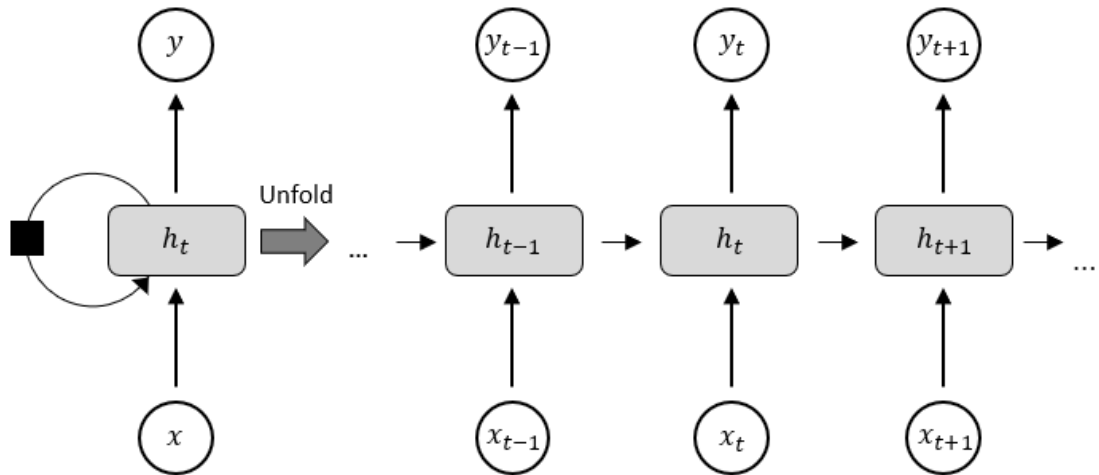 y y_{t−1} y_t y_{t+1}
Unfold
h_t ... h_{t−1} h_t h_{t+1} ...
x x_{t−1} x_t x_{t+1}